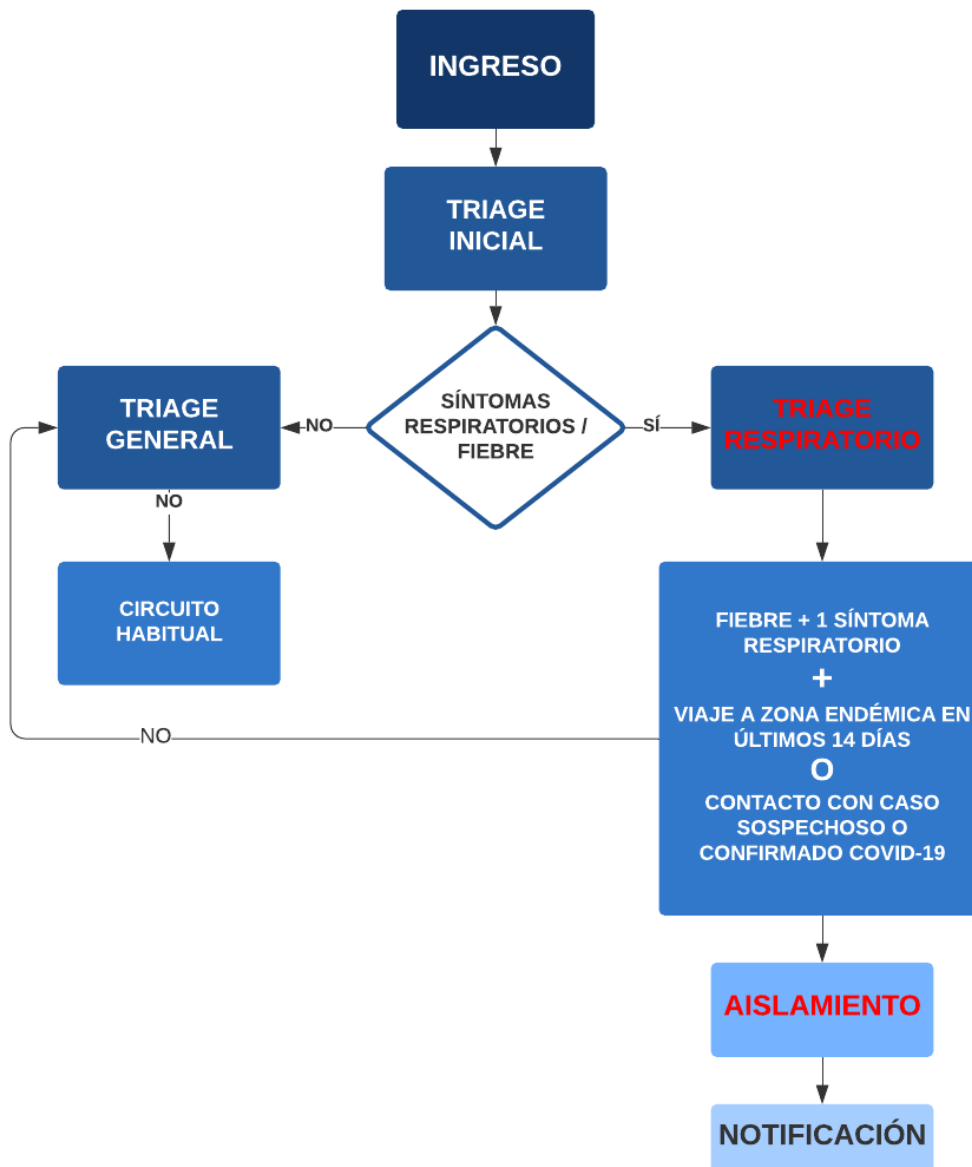 INGRESO
TRIAGE
INICIAL
SÍNTOMAS
RESPIRATORIOS /
FIEBRE
NO
SÍ
TRIAGE
GENERAL
TRIAGE
RESPIRATORIO
NO
CIRCUITO
HABITUAL
FIEBRE + 1 SÍNTOMA
RESPIRATORIO
+
VIAJE A ZONA ENDÉMICA EN
ÚLTIMOS 14 DÍAS
O
CONTACTO CON CASO
SOSPECHOSO O
CONFIRMADO COVID-19
NO
AISLAMIENTO
NOTIFICACIÓN